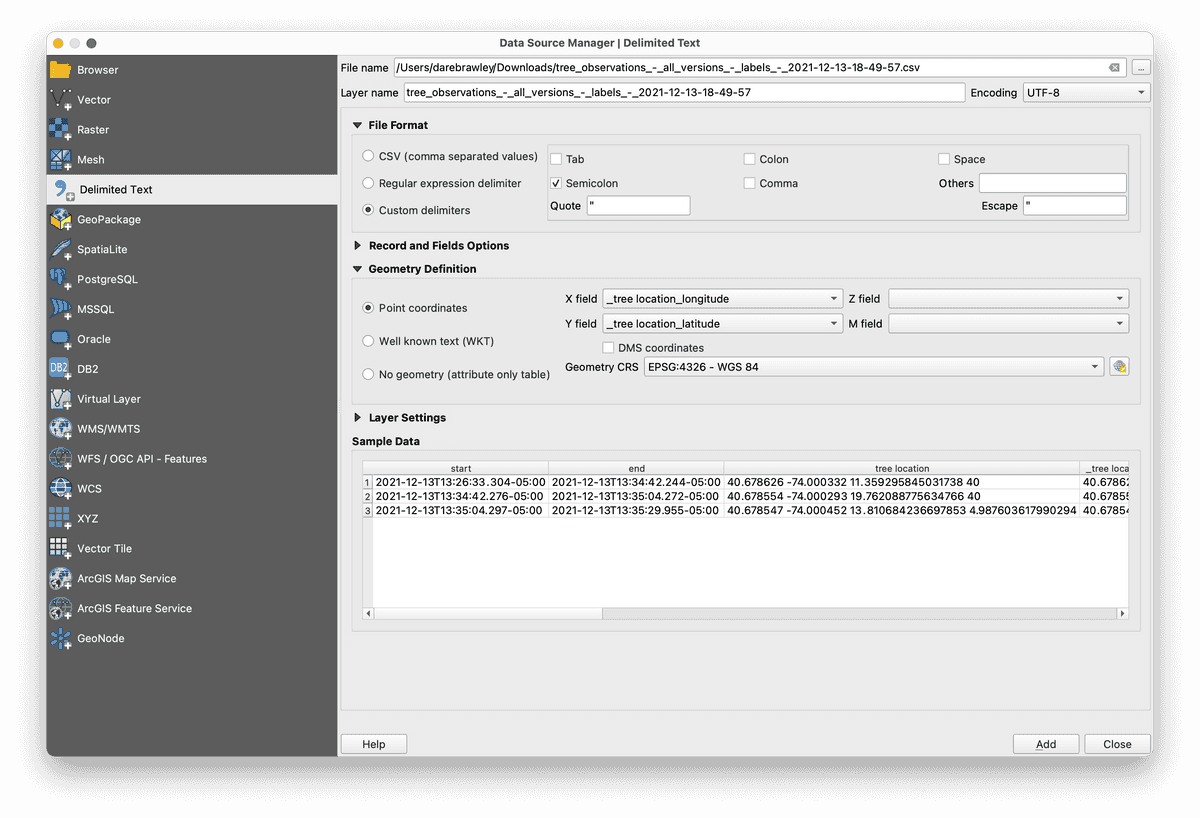 Data Source Manager | Delimited Text
Browser
Vector
Raster
Mesh
Delimited Text
GeoPackage
SpatiaLite
PostgreSQL
MSSQL
Oracle
DB2
DB2
Virtual Layer
WMS/WMTS
WFS / OGC API - Features
WCS
XYZ
Vector Tile
ArcGIS Map Service
ArcGIS Feature Service
GeoNode
File name /Users/darebrawley/Downloads/tree_observations_-_all_versions_-_labels_-_2021-12-13-18-49-57.csv ...
Layer name tree_observations_-_all_versions_-_labels_-_2021-12-13-18-49-57 Encoding UTF-8
File Format
CSV (comma separated values) Tab Colon Space
Regular expression delimiter Semicolon Comma Others
Custom delimiters Quote " Escape "
Record and Fields Options
Geometry Definition
Point coordinates X field _tree location_longitude Z field
Y field _tree location_latitude M field
Well known text (WKT) DMS coordinates
No geometry (attribute only table) Geometry CRS EPSG:4326 - WGS 84
Layer Settings
Sample Data
start end tree location _tree loca
1 2021-12-13T13:26:33.304-05:00 2021-12-13T13:34:42.244-05:00 40.678626 -74.000332 11.359295845031738 40 40.67862
2 2021-12-13T13:34:42.276-05:00 2021-12-13T13:35:04.272-05:00 40.678554 -74.000293 19.762088775634766 40 40.67855
3 2021-12-13T13:35:04.297-05:00 2021-12-13T13:35:29.955-05:00 40.678547 -74.000452 13.810684236697853 4.987603617990294 40.67854
Help Add Close